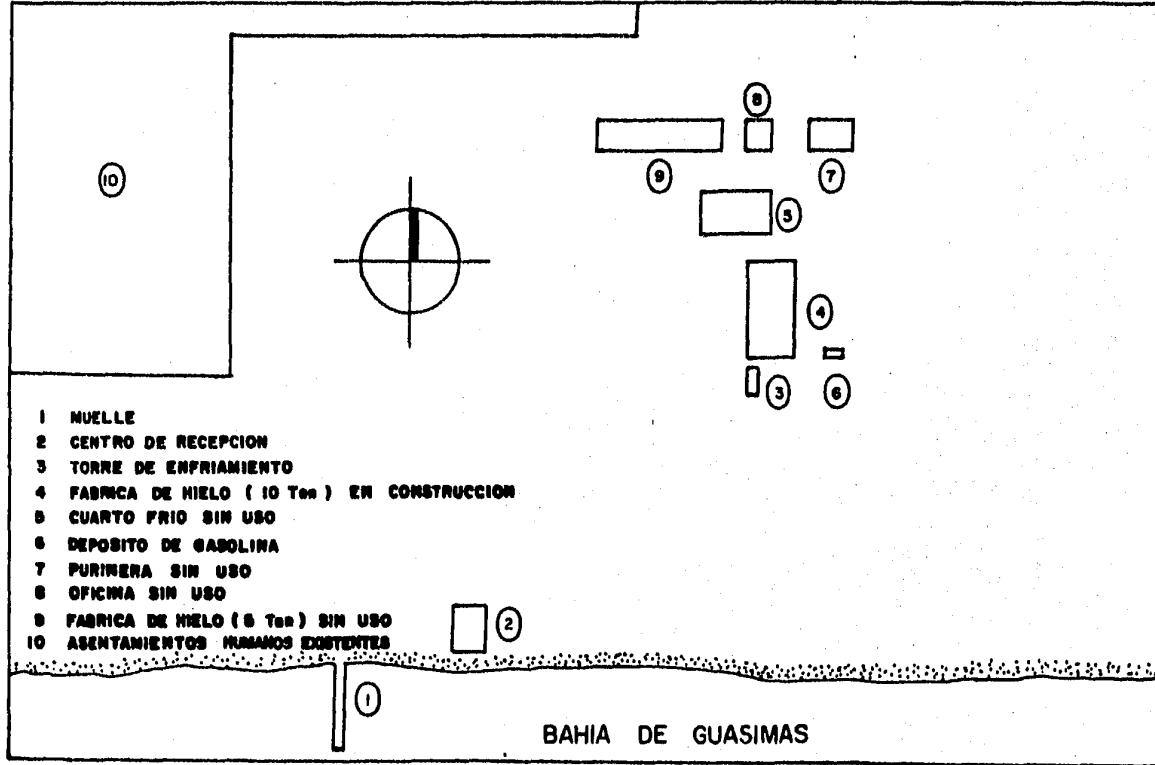 8
9
7
10
5
4
3
6
1 MUELLE
2 CENTRO DE RECEPCION
3 TORRE DE ENFRIAMIENTO
4 FABRICA DE HIELO ( 10 Ton ) EN CONSTRUCCION
5 CUARTO FRIO SIN USO
6 DEPOSITO DE GASOLINA
7 PURINERA SIN USO
8 OFICINA SIN USO
9 FABRICA DE HIELO ( 5 Ton ) SIN USO
10 ASENTAMIENTOS HUMANOS EXISTENTES
2
1
BAHIA DE GUASIMAS